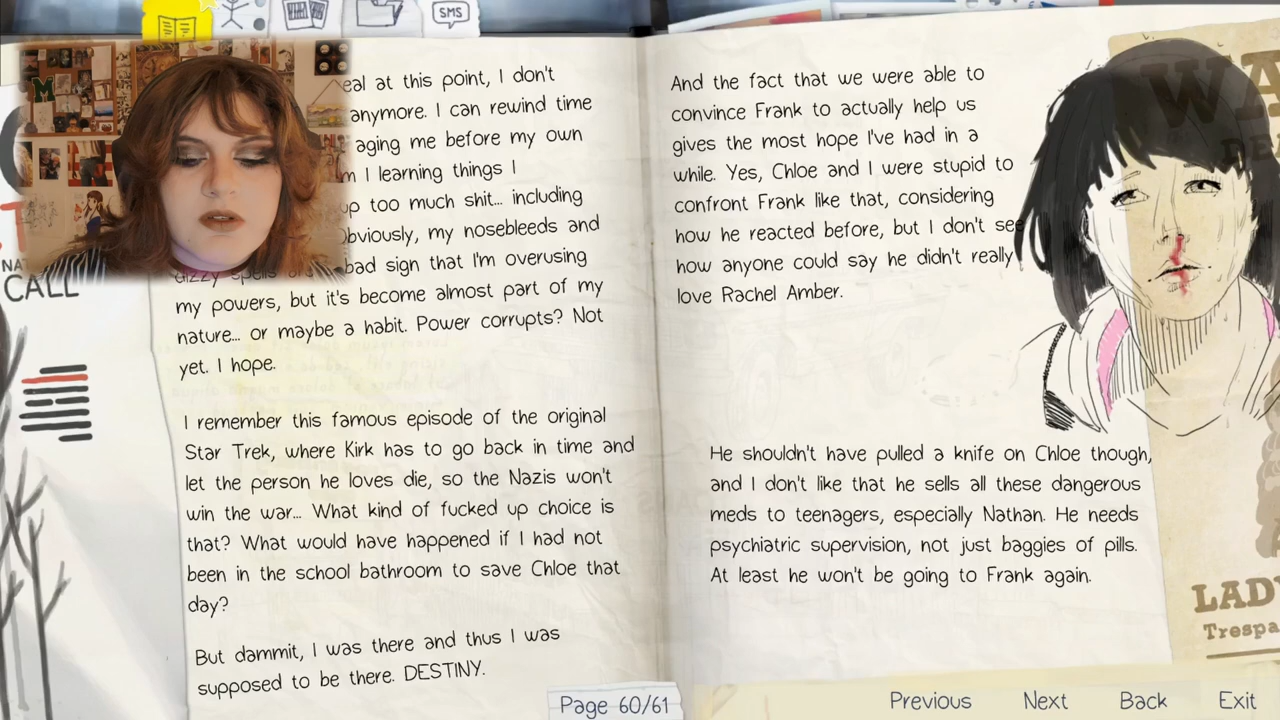 SMS
eal at this point, I don't
anymore. I can rewind time
aging me before my own
m I learning things I
up too much shit... including
bviously, my nosebleeds and
bad sign that I'm overusing
my powers, but it's become almost part of my
nature... or maybe a habit. Power corrupts? Not
yet. I hope.
I remember this famous episode of the original
Star Trek, where Kirk has to go back in time and
let the person he loves die, so the Nazis won't
win the war... What kind of fucked up choice is
that? What would have happened if I had not
been in the school bathroom to save Chloe that
day?
But dammit, I was there and thus I was
supposed to be there. DESTINY.
And the fact that we were able to
convince Frank to actually help us
gives the most hope I've had in a
while. Yes, Chloe and I were stupid to
confront Frank like that, considering
how he reacted before, but I don't see
how anyone could say he didn't really
love Rachel Amber.
He shouldn't have pulled a knife on Chloe though,
and I don't like that he sells all these dangerous
meds to teenagers, especially Nathan. He needs
psychiatric supervision, not just baggies of pills.
At least he won't be going to Frank again.
CALL
WA
LAD
Trespa
Page 60/61
Previous
Next
Back
Exit